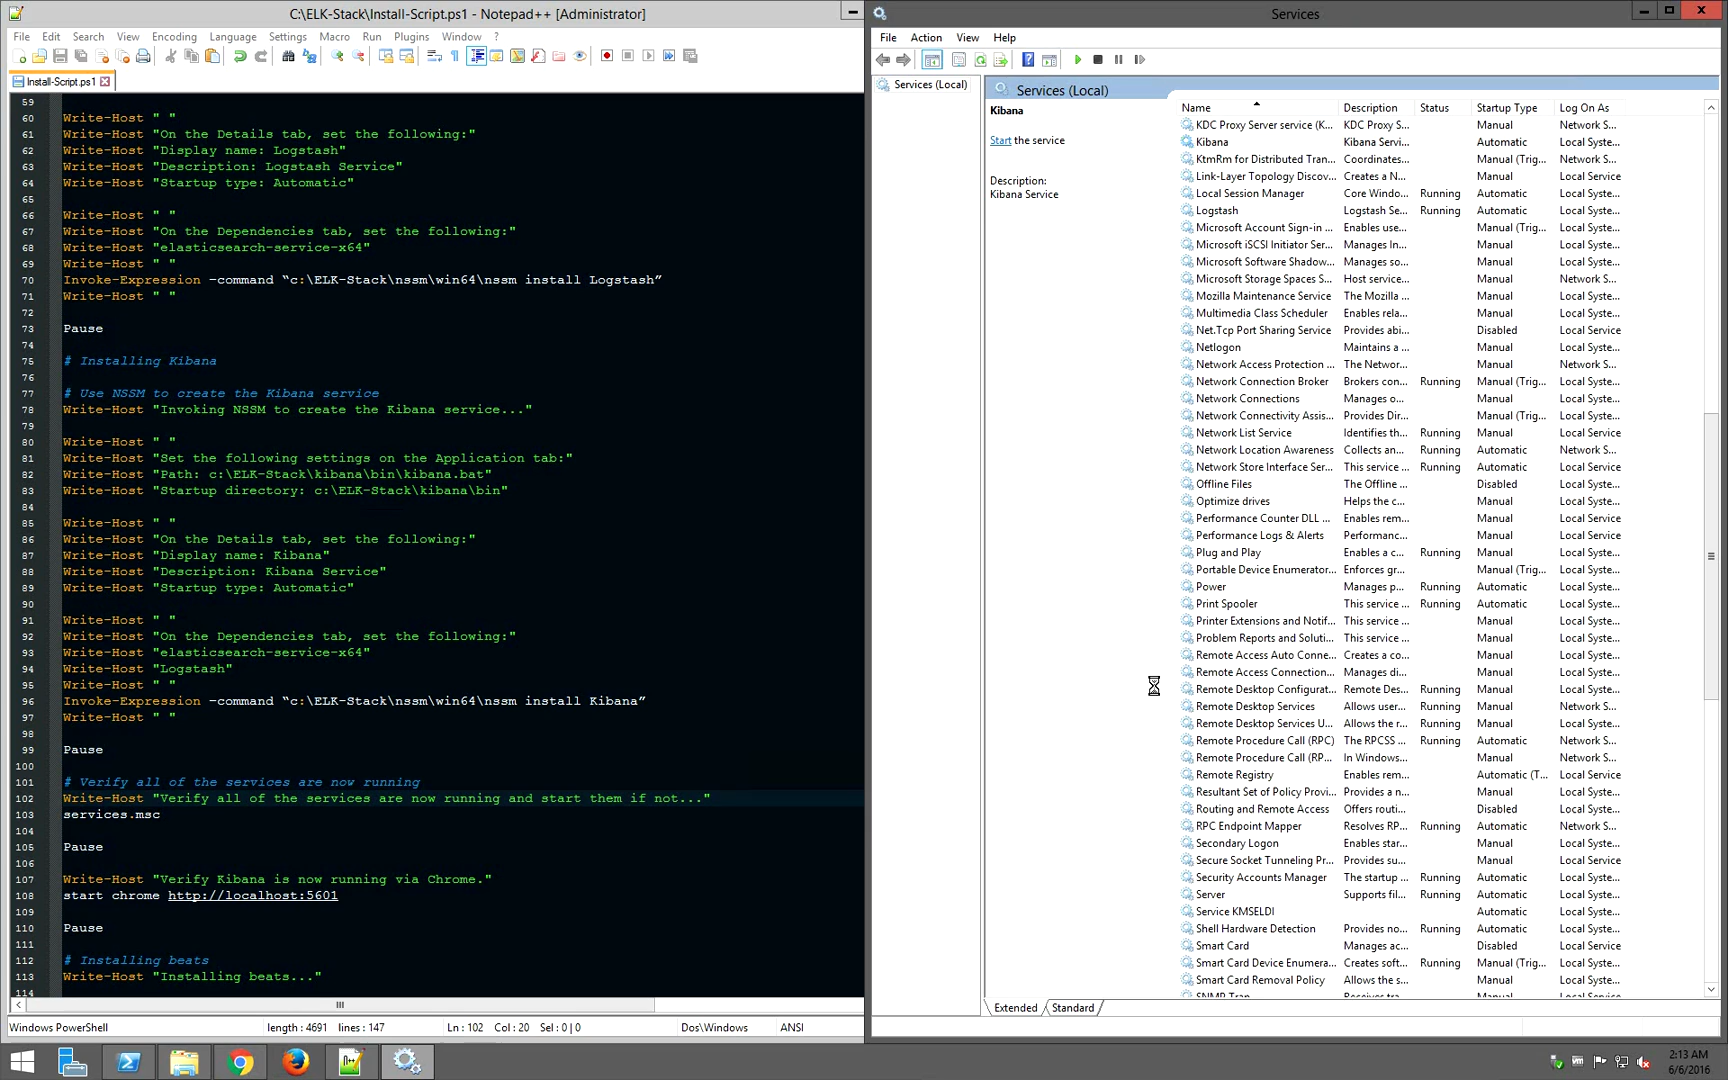 C:\ELK-Stack\Install-Script.ps1 - Notepad++ [Administrator]
File Edit Search View Encoding Language Settings Macro Run Plugins Window ?
Install-Script.ps1
59
60 Write-Host " "
61 Write-Host "On the Details tab, set the following:"
62 Write-Host "Display name: Logstash"
63 Write-Host "Description: Logstash Service"
64 Write-Host "Startup type: Automatic"
65
66 Write-Host " "
67 Write-Host "On the Dependencies tab, set the following:"
68 Write-Host "elasticsearch-service-x64"
69 Write-Host " "
70 Invoke-Expression -command “c:\ELK-Stack\nssm\win64\nssm install Logstash”
71 Write-Host " "
72
73 Pause
74
75 # Installing Kibana
76
77 # Use NSSM to create the Kibana service
78 Write-Host "Invoking NSSM to create the Kibana service..."
79
80 Write-Host " "
81 Write-Host "Set the following settings on the Application tab:"
82 Write-Host "Path: c:\ELK-Stack\kibana\bin\kibana.bat"
83 Write-Host "Startup directory: c:\ELK-Stack\kibana\bin"
84
85 Write-Host " "
86 Write-Host "On the Details tab, set the following:"
87 Write-Host "Display name: Kibana"
88 Write-Host "Description: Kibana Service"
89 Write-Host "Startup type: Automatic"
90
91 Write-Host " "
92 Write-Host "On the Dependencies tab, set the following:"
93 Write-Host "elasticsearch-service-x64"
94 Write-Host "Logstash"
95 Write-Host " "
96 Invoke-Expression -command “c:\ELK-Stack\nssm\win64\nssm install Kibana”
97 Write-Host " "
98
99 Pause
100
101 # Verify all of the services are now running
102 Write-Host "Verify all of the services are now running and start them if not..."
103 services.msc
104
105 Pause
106
107 Write-Host "Verify Kibana is now running via Chrome."
108 start chrome http://localhost:5601
109
110 Pause
111
112 # Installing beats
113 Write-Host "Installing beats..."
114
Windows PowerShell length : 4691 lines : 147 Ln : 102 Col : 20 Sel : 0 | 0 Dos\Windows ANSI
Services
File Action View Help
Services (Local)
Services (Local)
Kibana
Start the service
Description:
Kibana Service
Name Description Status Startup Type Log On As
KDC Proxy Server service (K... KDC Proxy S... Manual Network S...
Kibana Kibana Servi... Automatic Local Syste...
KtmRm for Distributed Tran... Coordinates... Manual (Trig... Network S...
Link-Layer Topology Discov... Creates a N... Manual Local Service
Local Session Manager Core Windo... Running Automatic Local Syste...
Logstash Logstash Se... Running Automatic Local Syste...
Microsoft Account Sign-in ... Enables use... Manual (Trig... Local Syste...
Microsoft iSCSI Initiator Ser... Manages In... Manual Local Syste...
Microsoft Software Shadow... Manages so... Manual Local Syste...
Microsoft Storage Spaces S... Host service... Manual Network S...
Mozilla Maintenance Service The Mozilla ... Manual Local Syste...
Multimedia Class Scheduler Enables rela... Manual Local Syste...
Net.Tcp Port Sharing Service Provides abi... Disabled Local Service
Netlogon Maintains a ... Manual Local Syste...
Network Access Protection ... The Networ... Manual Network S...
Network Connection Broker Brokers con... Running Manual (Trig... Local Syste...
Network Connections Manages o... Manual Local Syste...
Network Connectivity Assis... Provides Dir... Manual (Trig... Local Syste...
Network List Service Identifies th... Running Manual Local Service
Network Location Awareness Collects an... Running Automatic Network S...
Network Store Interface Ser... This service ... Running Automatic Local Service
Offline Files The Offline ... Disabled Local Syste...
Optimize drives Helps the c... Manual Local Syste...
Performance Counter DLL ... Enables rem... Manual Local Service
Performance Logs & Alerts Performanc... Manual Local Service
Plug and Play Enables a c... Running Manual Local Syste...
Portable Device Enumerator... Enforces gr... Manual (Trig... Local Syste...
Power Manages p... Running Automatic Local Syste...
Print Spooler This service ... Running Automatic Local Syste...
Printer Extensions and Notif... This service ... Manual Local Syste...
Problem Reports and Soluti... This service ... Manual Local Syste...
Remote Access Auto Conne... Creates a co... Manual Local Syste...
Remote Access Connection... Manages di... Manual Local Syste...
Remote Desktop Configurat... Remote Des... Running Manual Local Syste...
Remote Desktop Services Allows user... Running Manual Network S...
Remote Desktop Services U... Allows the r... Running Manual Local Syste...
Remote Procedure Call (RPC) The RPCSS ... Running Automatic Network S...
Remote Procedure Call (RP... In Windows... Manual Network S...
Remote Registry Enables rem... Automatic (T... Local Service
Resultant Set of Policy Provi... Provides a n... Manual Local Syste...
Routing and Remote Access Offers routi... Disabled Local Syste...
RPC Endpoint Mapper Resolves RP... Running Automatic Network S...
Secondary Logon Enables star... Manual Local Syste...
Secure Socket Tunneling Pr... Provides su... Manual Local Service
Security Accounts Manager The startup ... Running Automatic Local Syste...
Server Supports fil... Running Automatic Local Syste...
Service KMSELDI Automatic Local Syste...
Shell Hardware Detection Provides no... Running Automatic Local Syste...
Smart Card Manages ac... Disabled Local Service
Smart Card Device Enumera... Creates soft... Running Manual (Trig... Local Syste...
Smart Card Removal Policy Allows the s... Manual Local Syste...
SNMP Trap Receives tra... Manual Local Service
Extended Standard
2:13 AM
6/6/2016